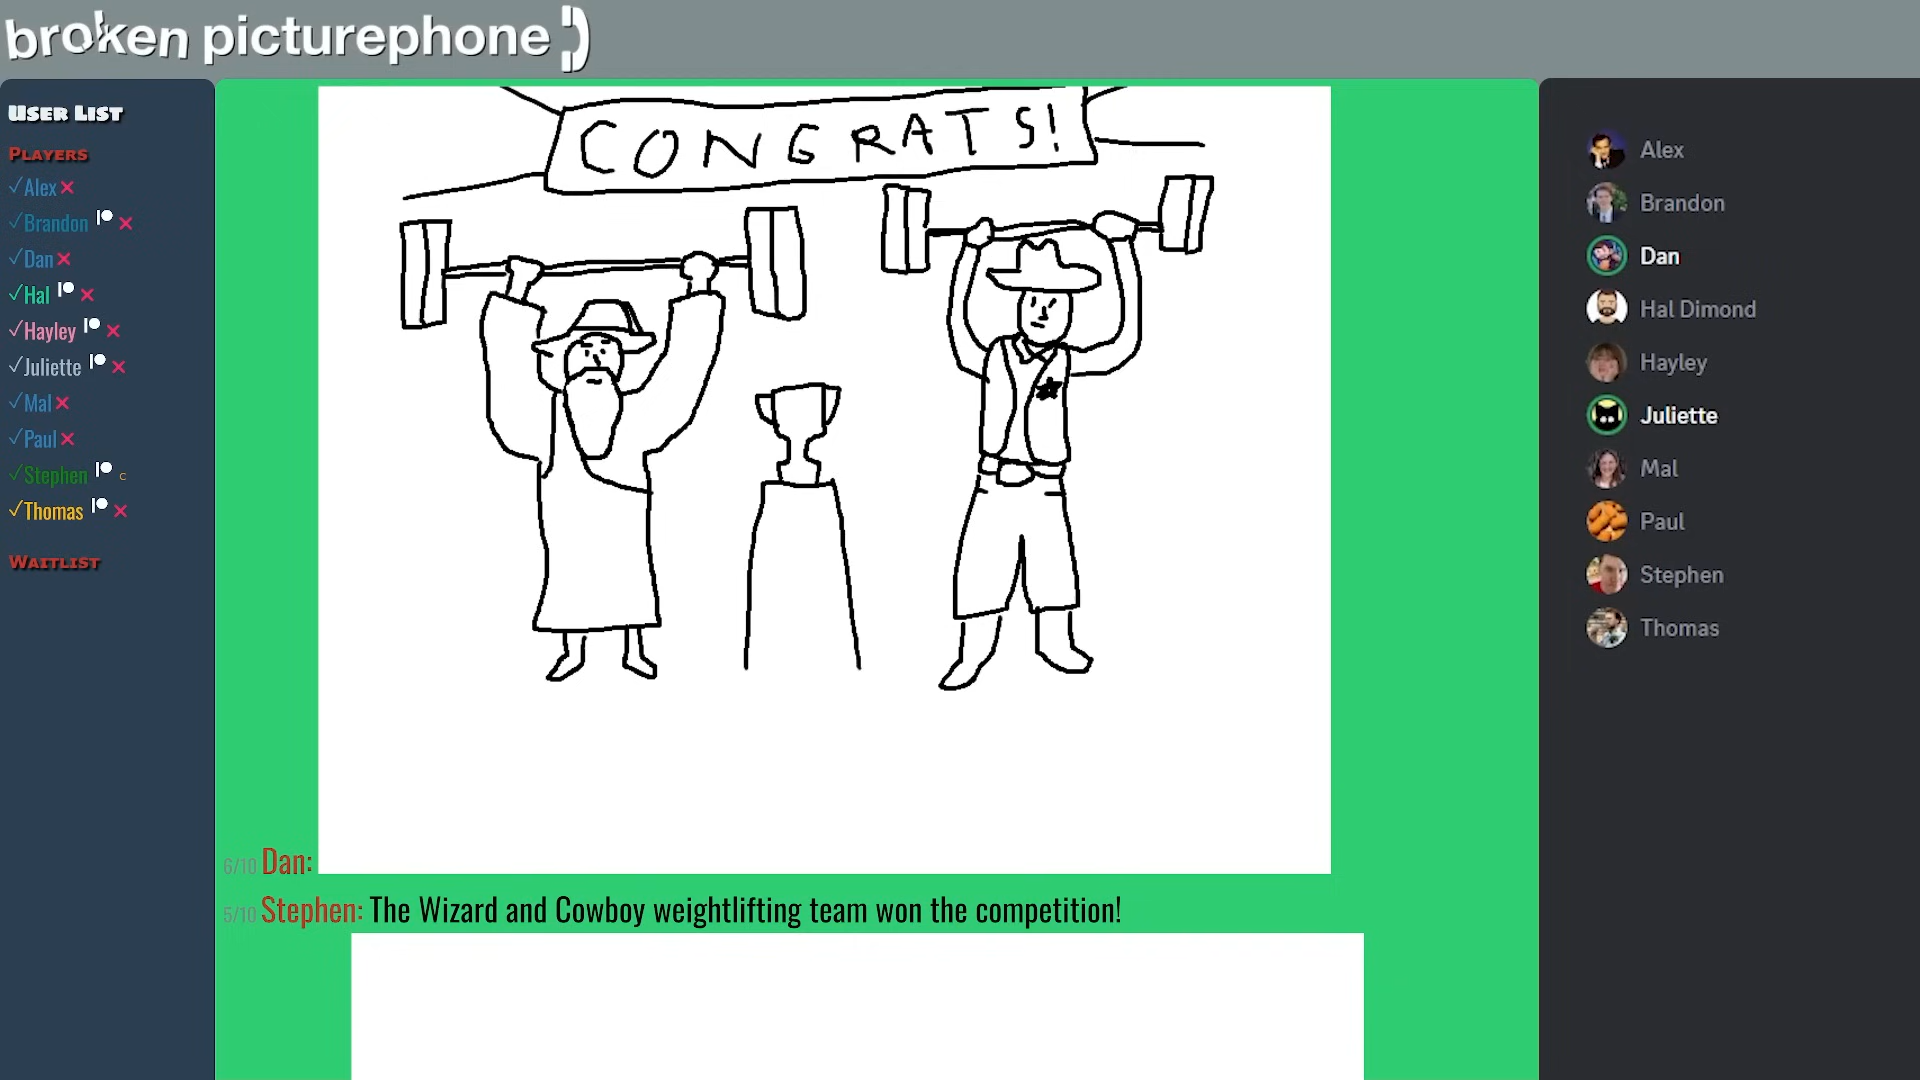 broken picturephone
User List
Players
✓Alex ×
✓Brandon ×
✓Dan ×
✓Hal ×
✓Hayley ×
✓Juliette ×
✓Mal ×
✓Paul ×
✓Stephen c
✓Thomas ×
Waitlist
CONGRATS!
6/10 Dan:
5/10 Stephen: The Wizard and Cowboy weightlifting team won the competition!
Alex
Brandon
Dan
Hal Dimond
Hayley
Juliette
Mal
Paul
Stephen
Thomas